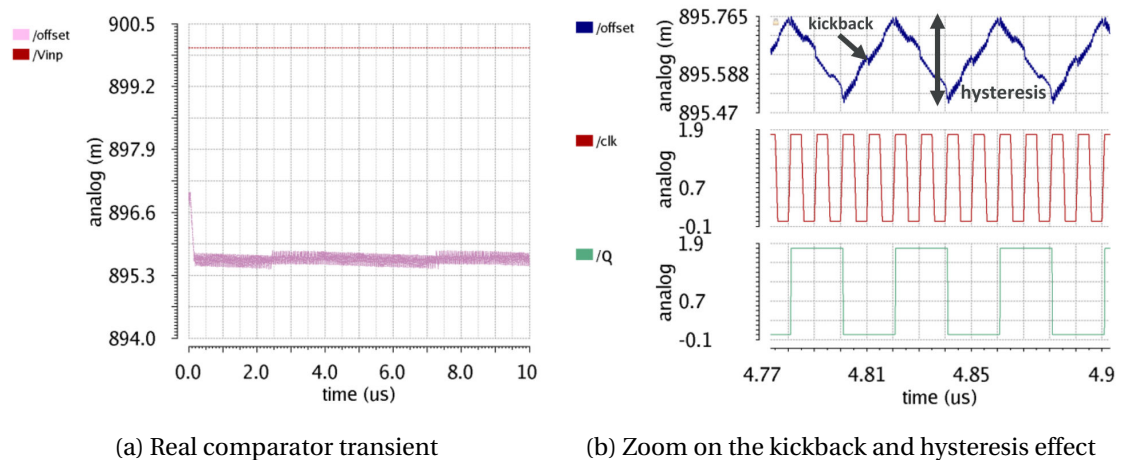 /offset
/Vinp
analog (m)
900.5
899.2
897.9
896.6
895.3
894.0
0.0 2.0 4.0 6.0 8.0 10
time (us)
(a) Real comparator transient
/offset
analog (m)
895.765
895.588
895.47
kickback
hysteresis
/clk
analog
1.9
0.7
-0.1
/Q
analog
1.9
0.7
-0.1
4.77 4.81 4.85 4.9
time (us)
(b) Zoom on the kickback and hysteresis effect